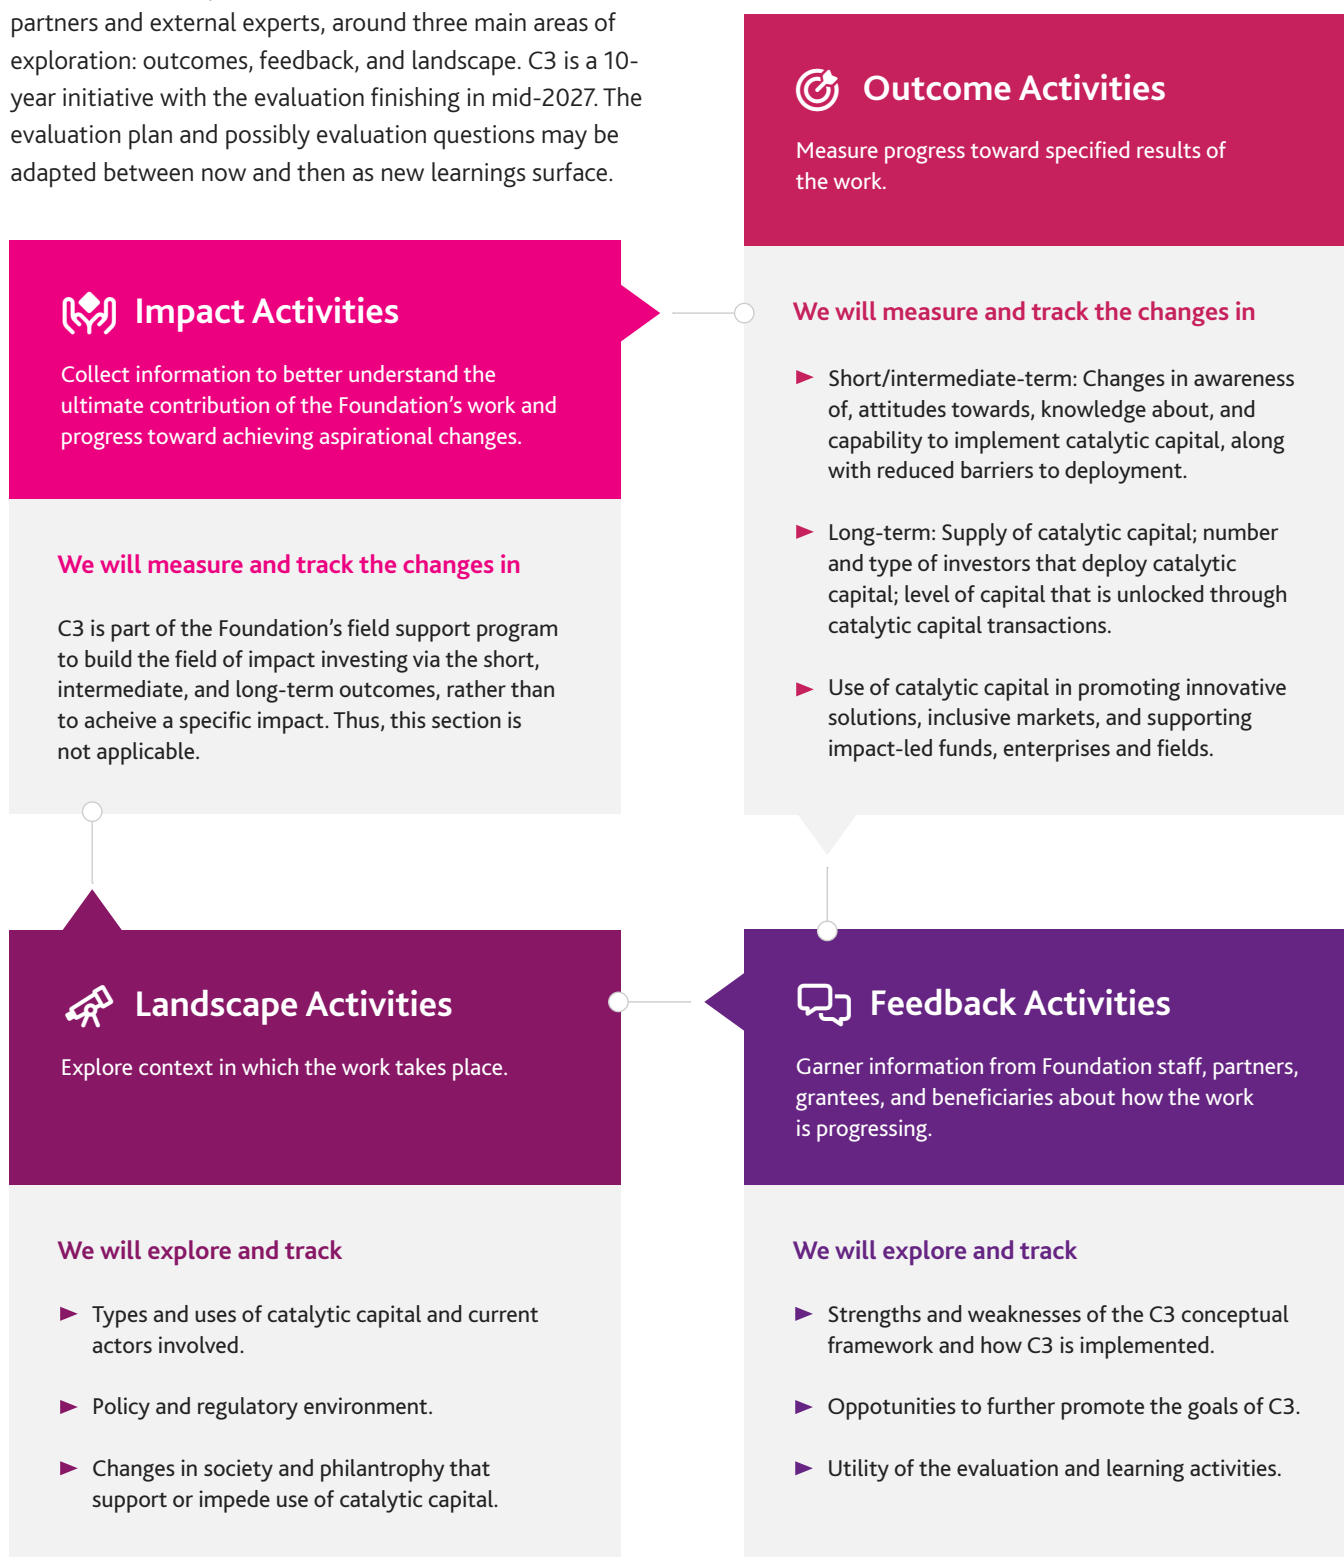 partners and external experts, around three main areas of
exploration: outcomes, feedback, and landscape. C3 is a 10-
year initiative with the evaluation finishing in mid-2027. The
evaluation plan and possibly evaluation questions may be
adapted between now and then as new learnings surface.
Impact Activities
Collect information to better understand the
ultimate contribution of the Foundation's work and
progress toward achieving aspirational changes.
We will measure and track the changes in
C3 is part of the Foundation's field support program
to build the field of impact investing via the short,
intermediate, and long-term outcomes, rather than
to acheive a specific impact. Thus, this section is
not applicable.
Outcome Activities
Measure progress toward specified results of
the work.
We will measure and track the changes in
Short/intermediate-term: Changes in awareness
of, attitudes towards, knowledge about, and
capability to implement catalytic capital, along
with reduced barriers to deployment.
Long-term: Supply of catalytic capital; number
and type of investors that deploy catalytic
capital; level of capital that is unlocked through
catalytic capital transactions.
Use of catalytic capital in promoting innovative
solutions, inclusive markets, and supporting
impact-led funds, enterprises and fields.
Landscape Activities
Explore context in which the work takes place.
We will explore and track
Types and uses of catalytic capital and current
actors involved.
Policy and regulatory environment.
Changes in society and philantrophy that
support or impede use of catalytic capital.
Feedback Activities
Garner information from Foundation staff, partners,
grantees, and beneficiaries about how the work
is progressing.
We will explore and track
Strengths and weaknesses of the C3 conceptual
framework and how C3 is implemented.
Oppotunities to further promote the goals of C3.
Utility of the evaluation and learning activities.